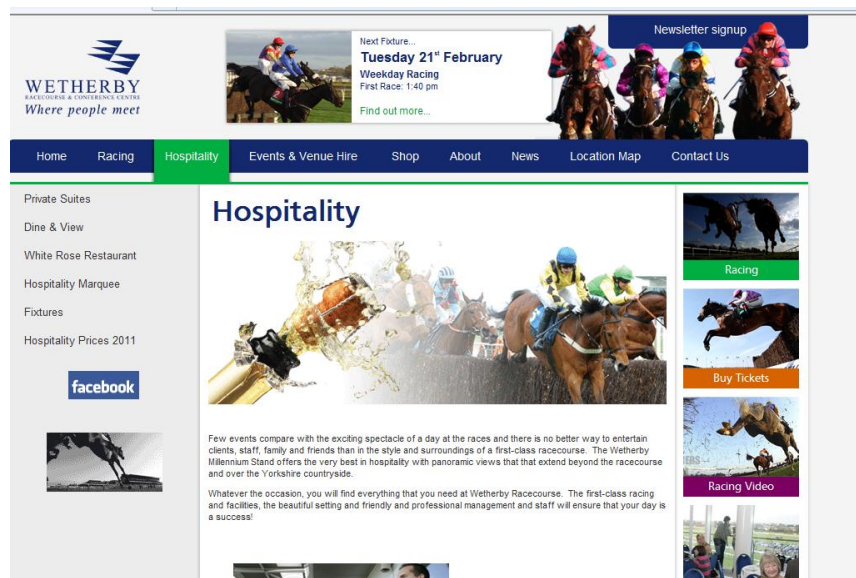 WETHERBY
RACECOURSE & CONFERENCE CENTRE
Where people meet
Next Fixture...
Tuesday 21st February
Weekday Racing
First Race: 1:40 pm
Find out more...
Newsletter signup
Home Racing Hospitality Events & Venue Hire Shop About News Location Map Contact Us
Private Suites
Dine & View
White Rose Restaurant
Hospitality Marquee
Fixtures
Hospitality Prices 2011
facebook
Hospitality
Few events compare with the exciting spectacle of a day at the races and there is no better way to entertain
clients, staff, family and friends than in the style and surroundings of a first-class racecourse. The Wetherby
Millennium Stand offers the very best in hospitality with panoramic views that that extend beyond the racecourse
and over the Yorkshire countryside.
Whatever the occasion, you will find everything that you need at Wetherby Racecourse. The first-class racing
and facilities, the beautiful setting and friendly and professional management and staff will ensure that your day is
a success!
Racing
Buy Tickets
Racing Video